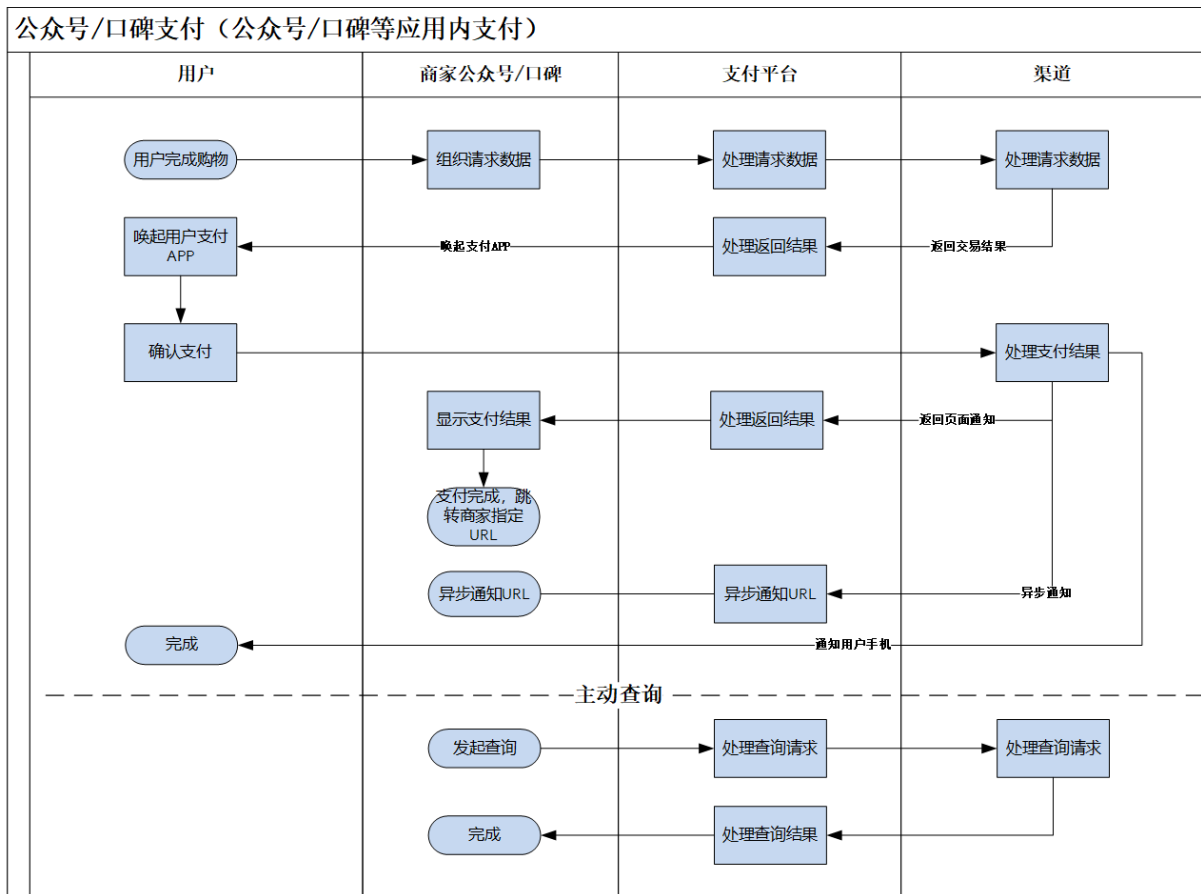 公众号/口碑支付（公众号/口碑等应用内支付）
用户
商家公众号/口碑
支付平台
渠道
用户完成购物
组织请求数据
处理请求数据
处理请求数据
唤起用户支付
APP
唤起支付APP
处理返回结果
返回交易结果
确认支付
处理支付结果
显示支付结果
处理返回结果
返回页面通知
支付完成，跳
转商家指定
URL
异步通知URL
异步通知URL
异步通知
完成
通知用户手机
主动查询
发起查询
处理查询请求
处理查询请求
完成
处理查询结果